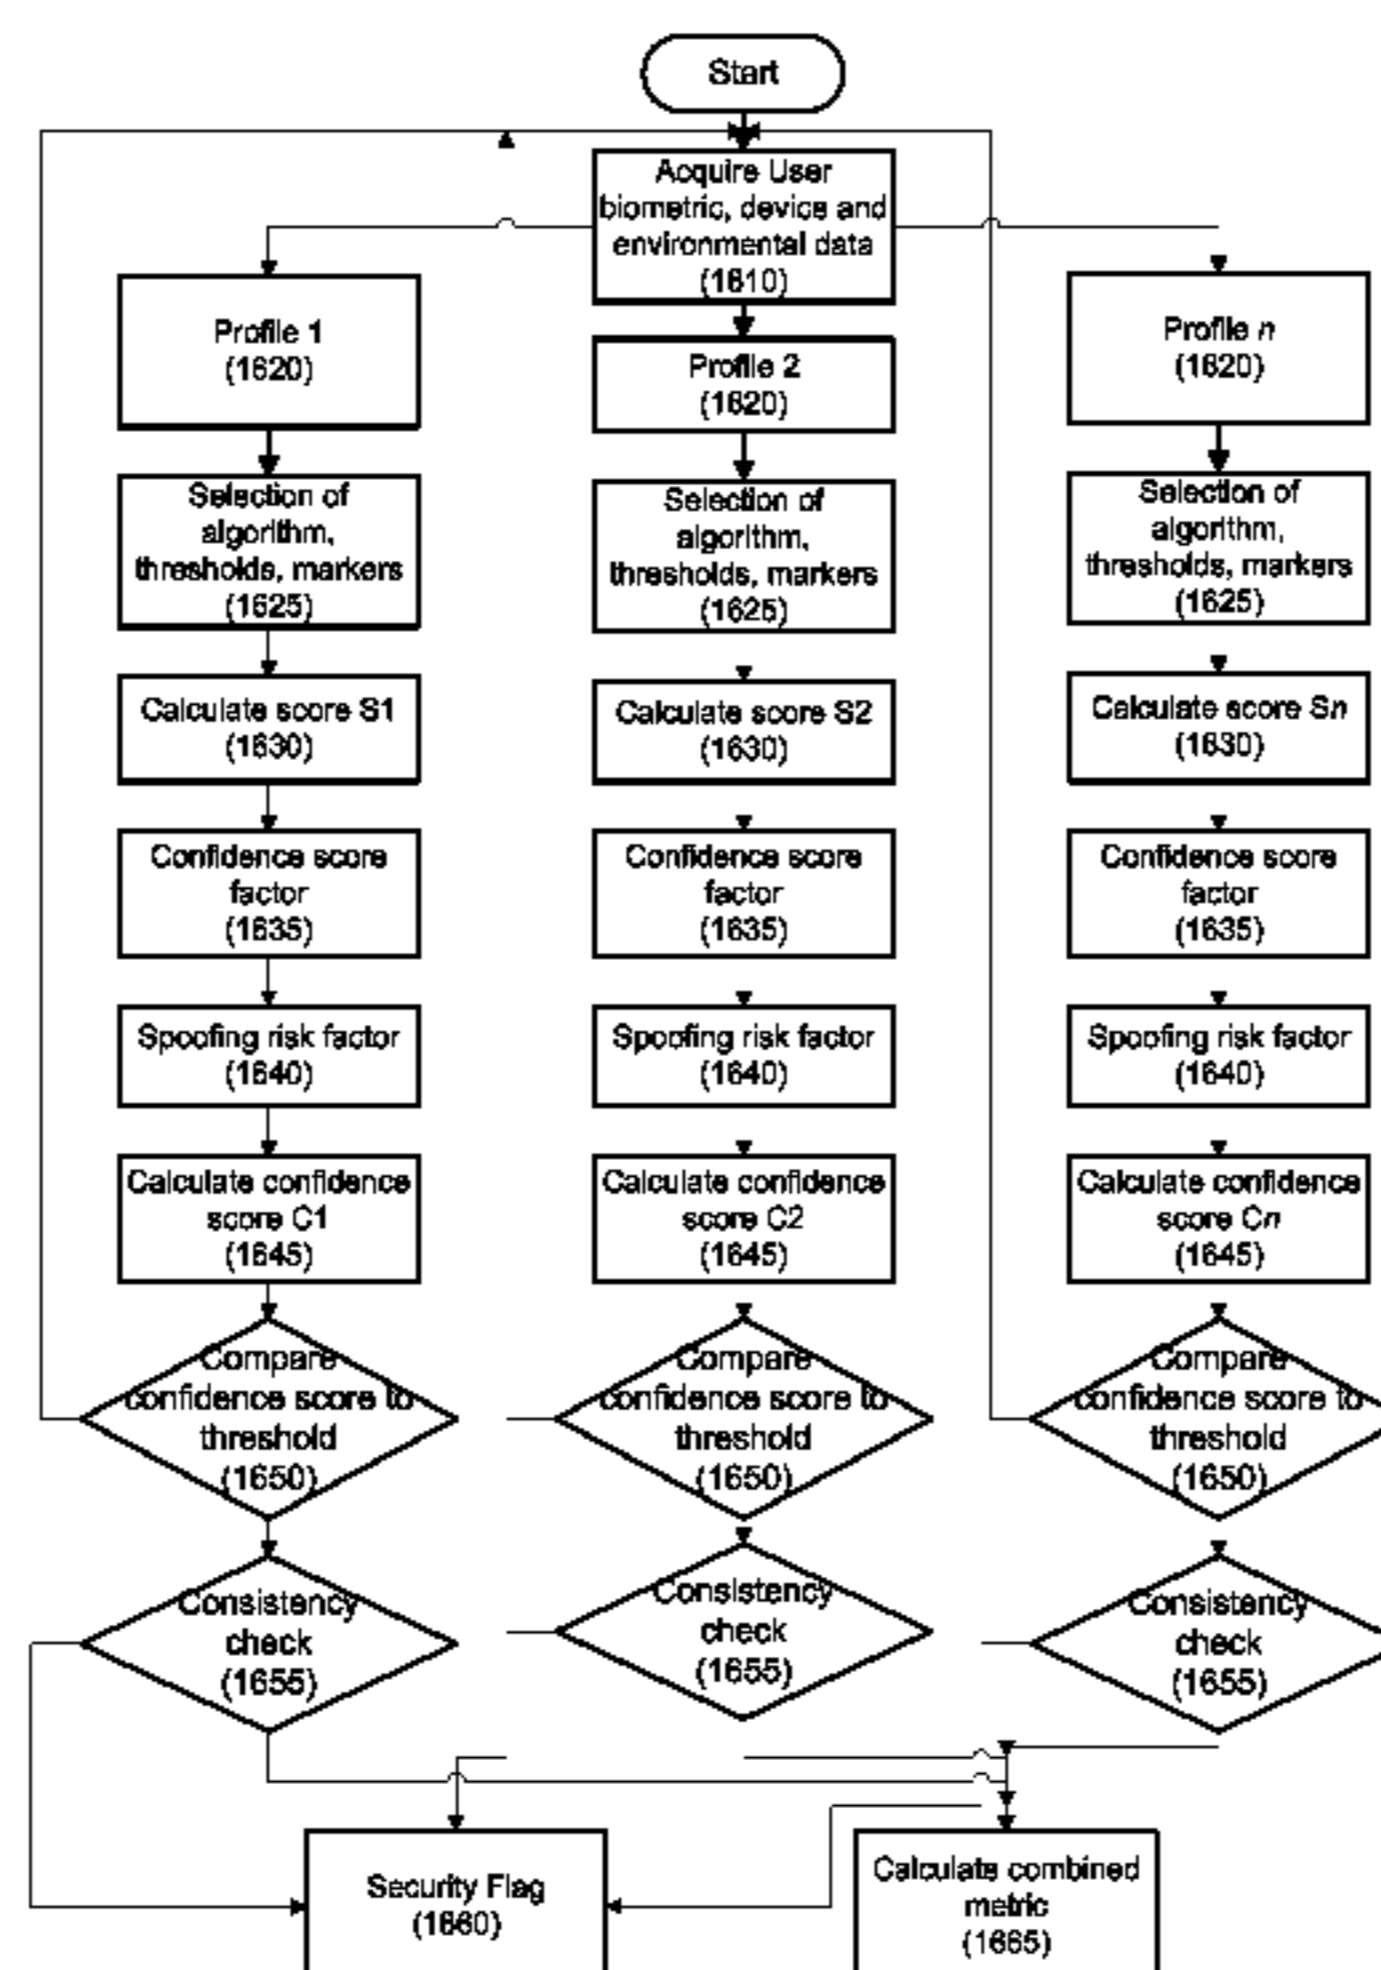 Start
Acquire User
biometric, device and
environmental data
(1610)
Profile 1
(1620)
Profile 2
(1620)
Profile n
(1620)
Selection of
algorithm,
thresholds, markers
(1625)
Selection of
algorithm,
thresholds, markers
(1625)
Selection of
algorithm,
thresholds, markers
(1625)
Calculate score S1
(1630)
Calculate score S2
(1630)
Calculate score Sn
(1630)
Confidence score
factor
(1635)
Confidence score
factor
(1635)
Confidence score
factor
(1635)
Spoofing risk factor
(1640)
Spoofing risk factor
(1640)
Spoofing risk factor
(1640)
Calculate confidence
score C1
(1645)
Calculate confidence
score C2
(1645)
Calculate confidence
score Cn
(1645)
Compare
confidence score to
threshold
(1650)
Compare
confidence score to
threshold
(1650)
Compare
confidence score to
threshold
(1650)
Consistency
check
(1655)
Consistency
check
(1655)
Consistency
check
(1655)
Security Flag
(1660)
Calculate combined
metric
(1665)